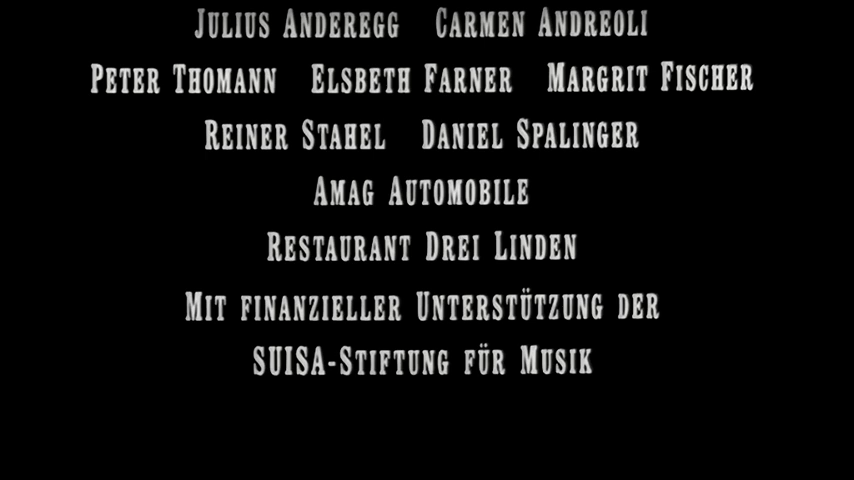 Julius Anderegg Carmen Andreoli
Peter Thomann Elsbeth Farner Margrit Fischer
Reiner Stahel Daniel Spalinger
Amag Automobile
Restaurant Drei Linden
Mit finanzieller Unterstützung der
SUISA-Stiftung für Musik